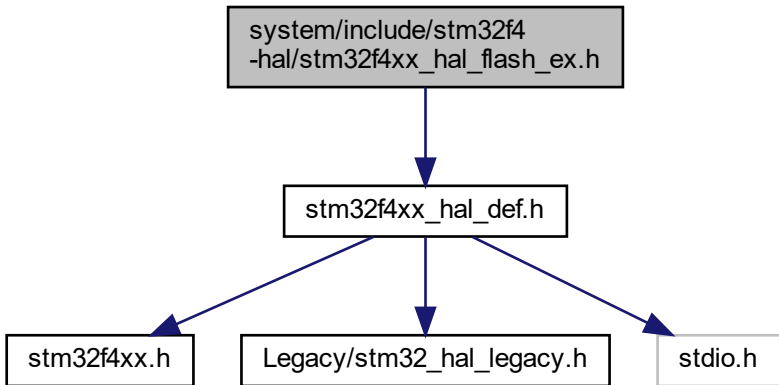 system/include/stm32f4
-hal/stm32f4xx_hal_flash_ex.h
stm32f4xx_hal_def.h
stm32f4xx.h
Legacy/stm32_hal_legacy.h
stdio.h